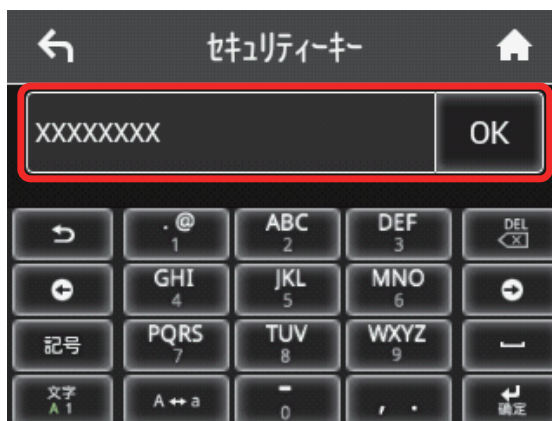 セキュリティーキー
XXXXXXXX OK
. @ ABC DEF DEL
1 2 3
GHI JKL MNO
4 5 6
記号 PQRS TUV WXYZ
7 8 9
文字 A ↔ a - , .
A 1 0 確定